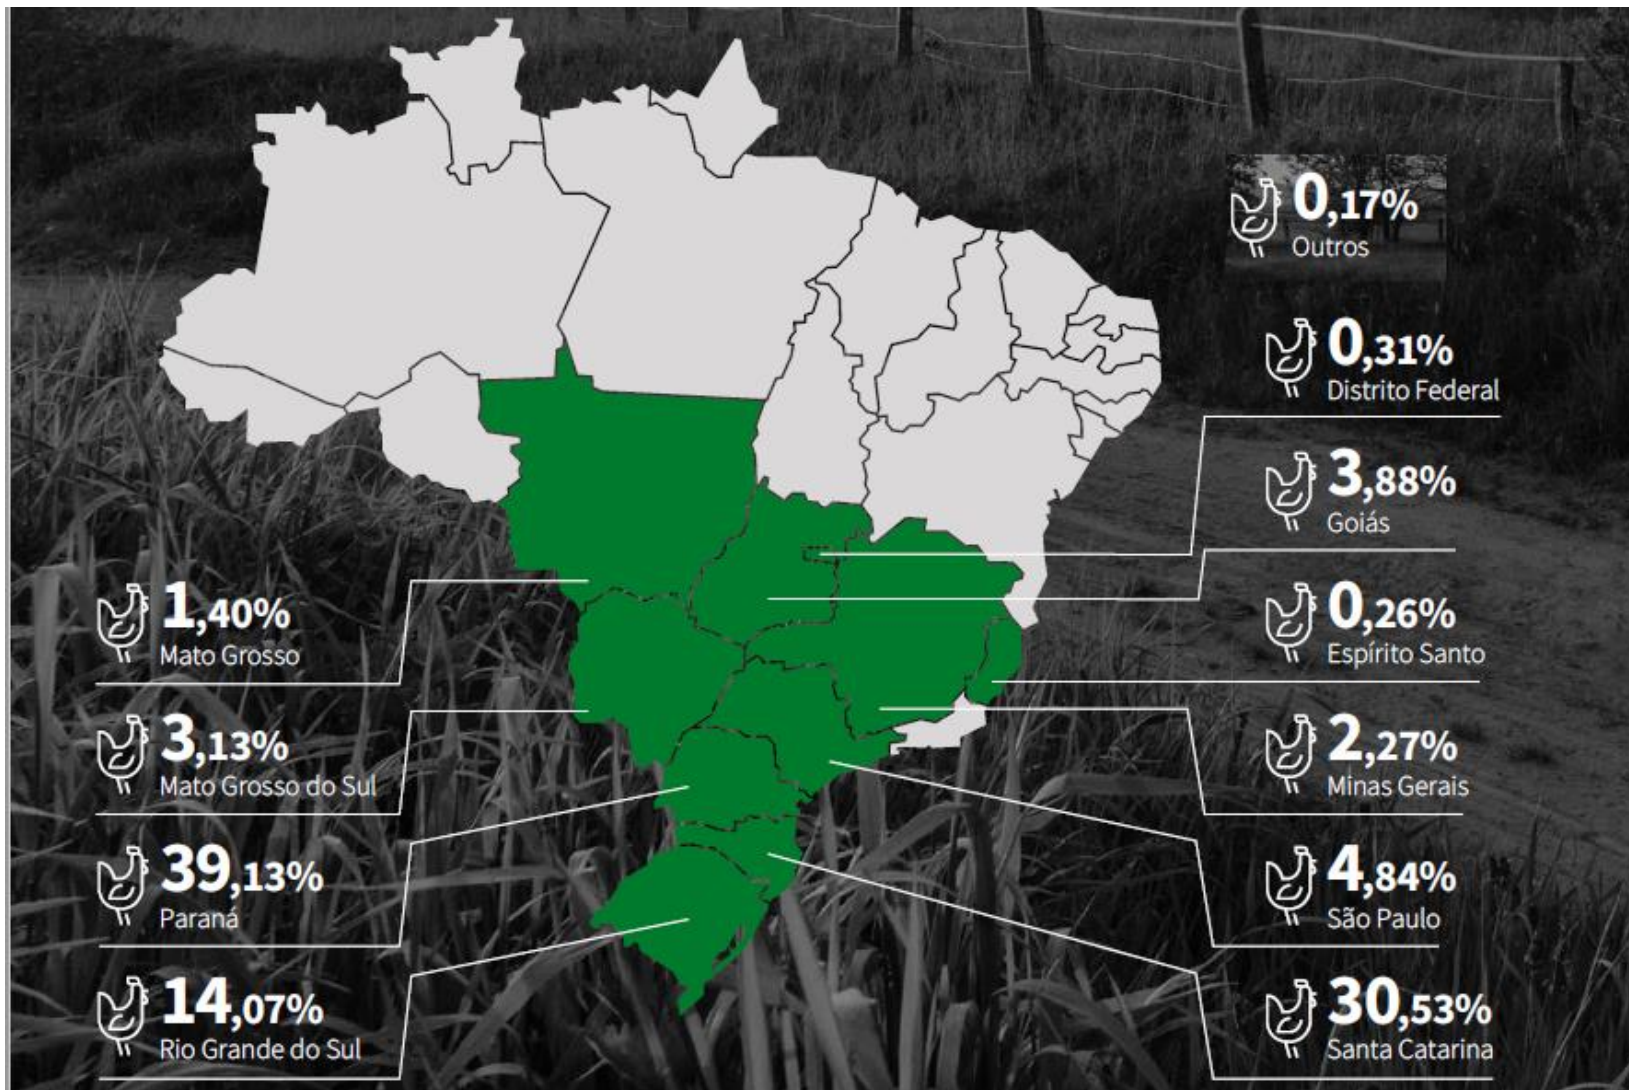 0,17%
Outros
0,31%
Distrito Federal
3,88%
Goiás
0,26%
Espírito Santo
2,27%
Minas Gerais
4,84%
São Paulo
30,53%
Santa Catarina
1,40%
Mato Grosso
3,13%
Mato Grosso do Sul
39,13%
Paraná
14,07%
Rio Grande do Sul